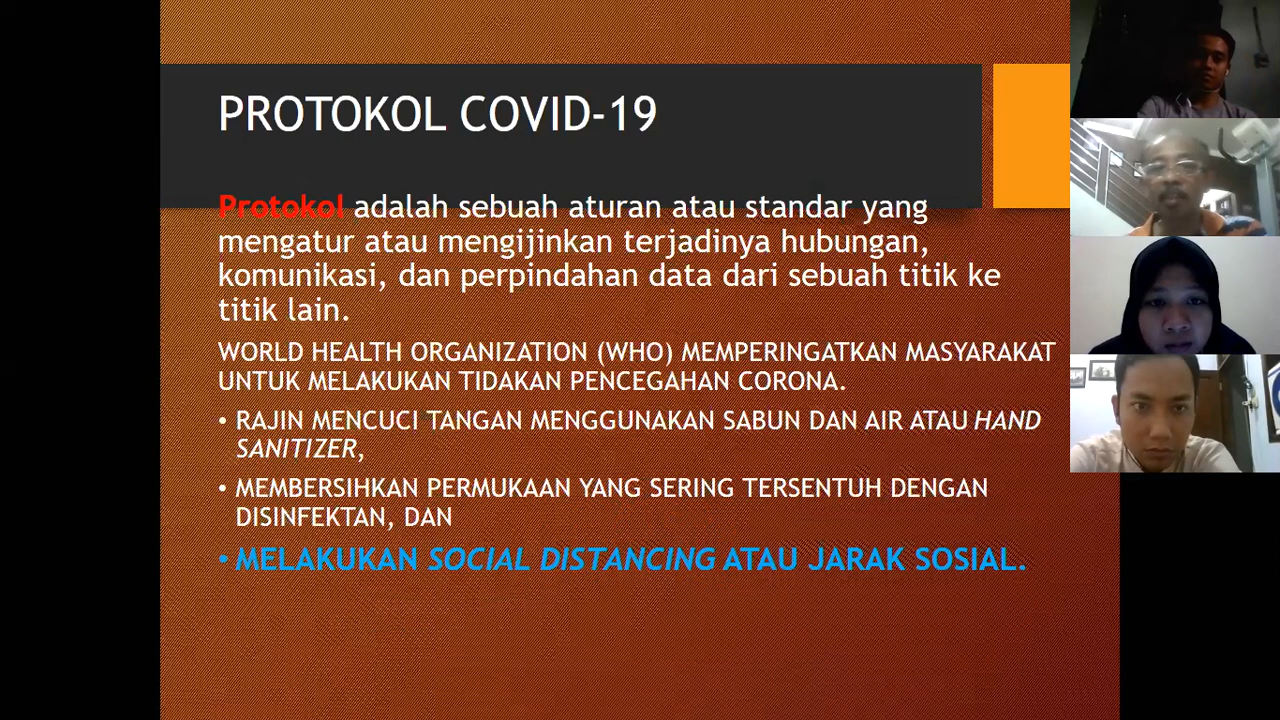 PROTOKOL COVID-19
Protokol adalah sebuah aturan atau standar yang
mengatur atau mengijinkan terjadinya hubungan,
komunikasi, dan perpindahan data dari sebuah titik ke
titik lain.
WORLD HEALTH ORGANIZATION (WHO) MEMPERINGATKAN MASYARAKAT
UNTUK MELAKUKAN TIDAKAN PENCEGAHAN CORONA.
• RAJIN MENCUCI TANGAN MENGGUNAKAN SABUN DAN AIR ATAU HAND
SANITIZER,
• MEMBERSIHKAN PERMUKAAN YANG SERING TERSENTUH DENGAN
DISINFEKTAN, DAN
• MELAKUKAN SOCIAL DISTANCING ATAU JARAK SOSIAL.